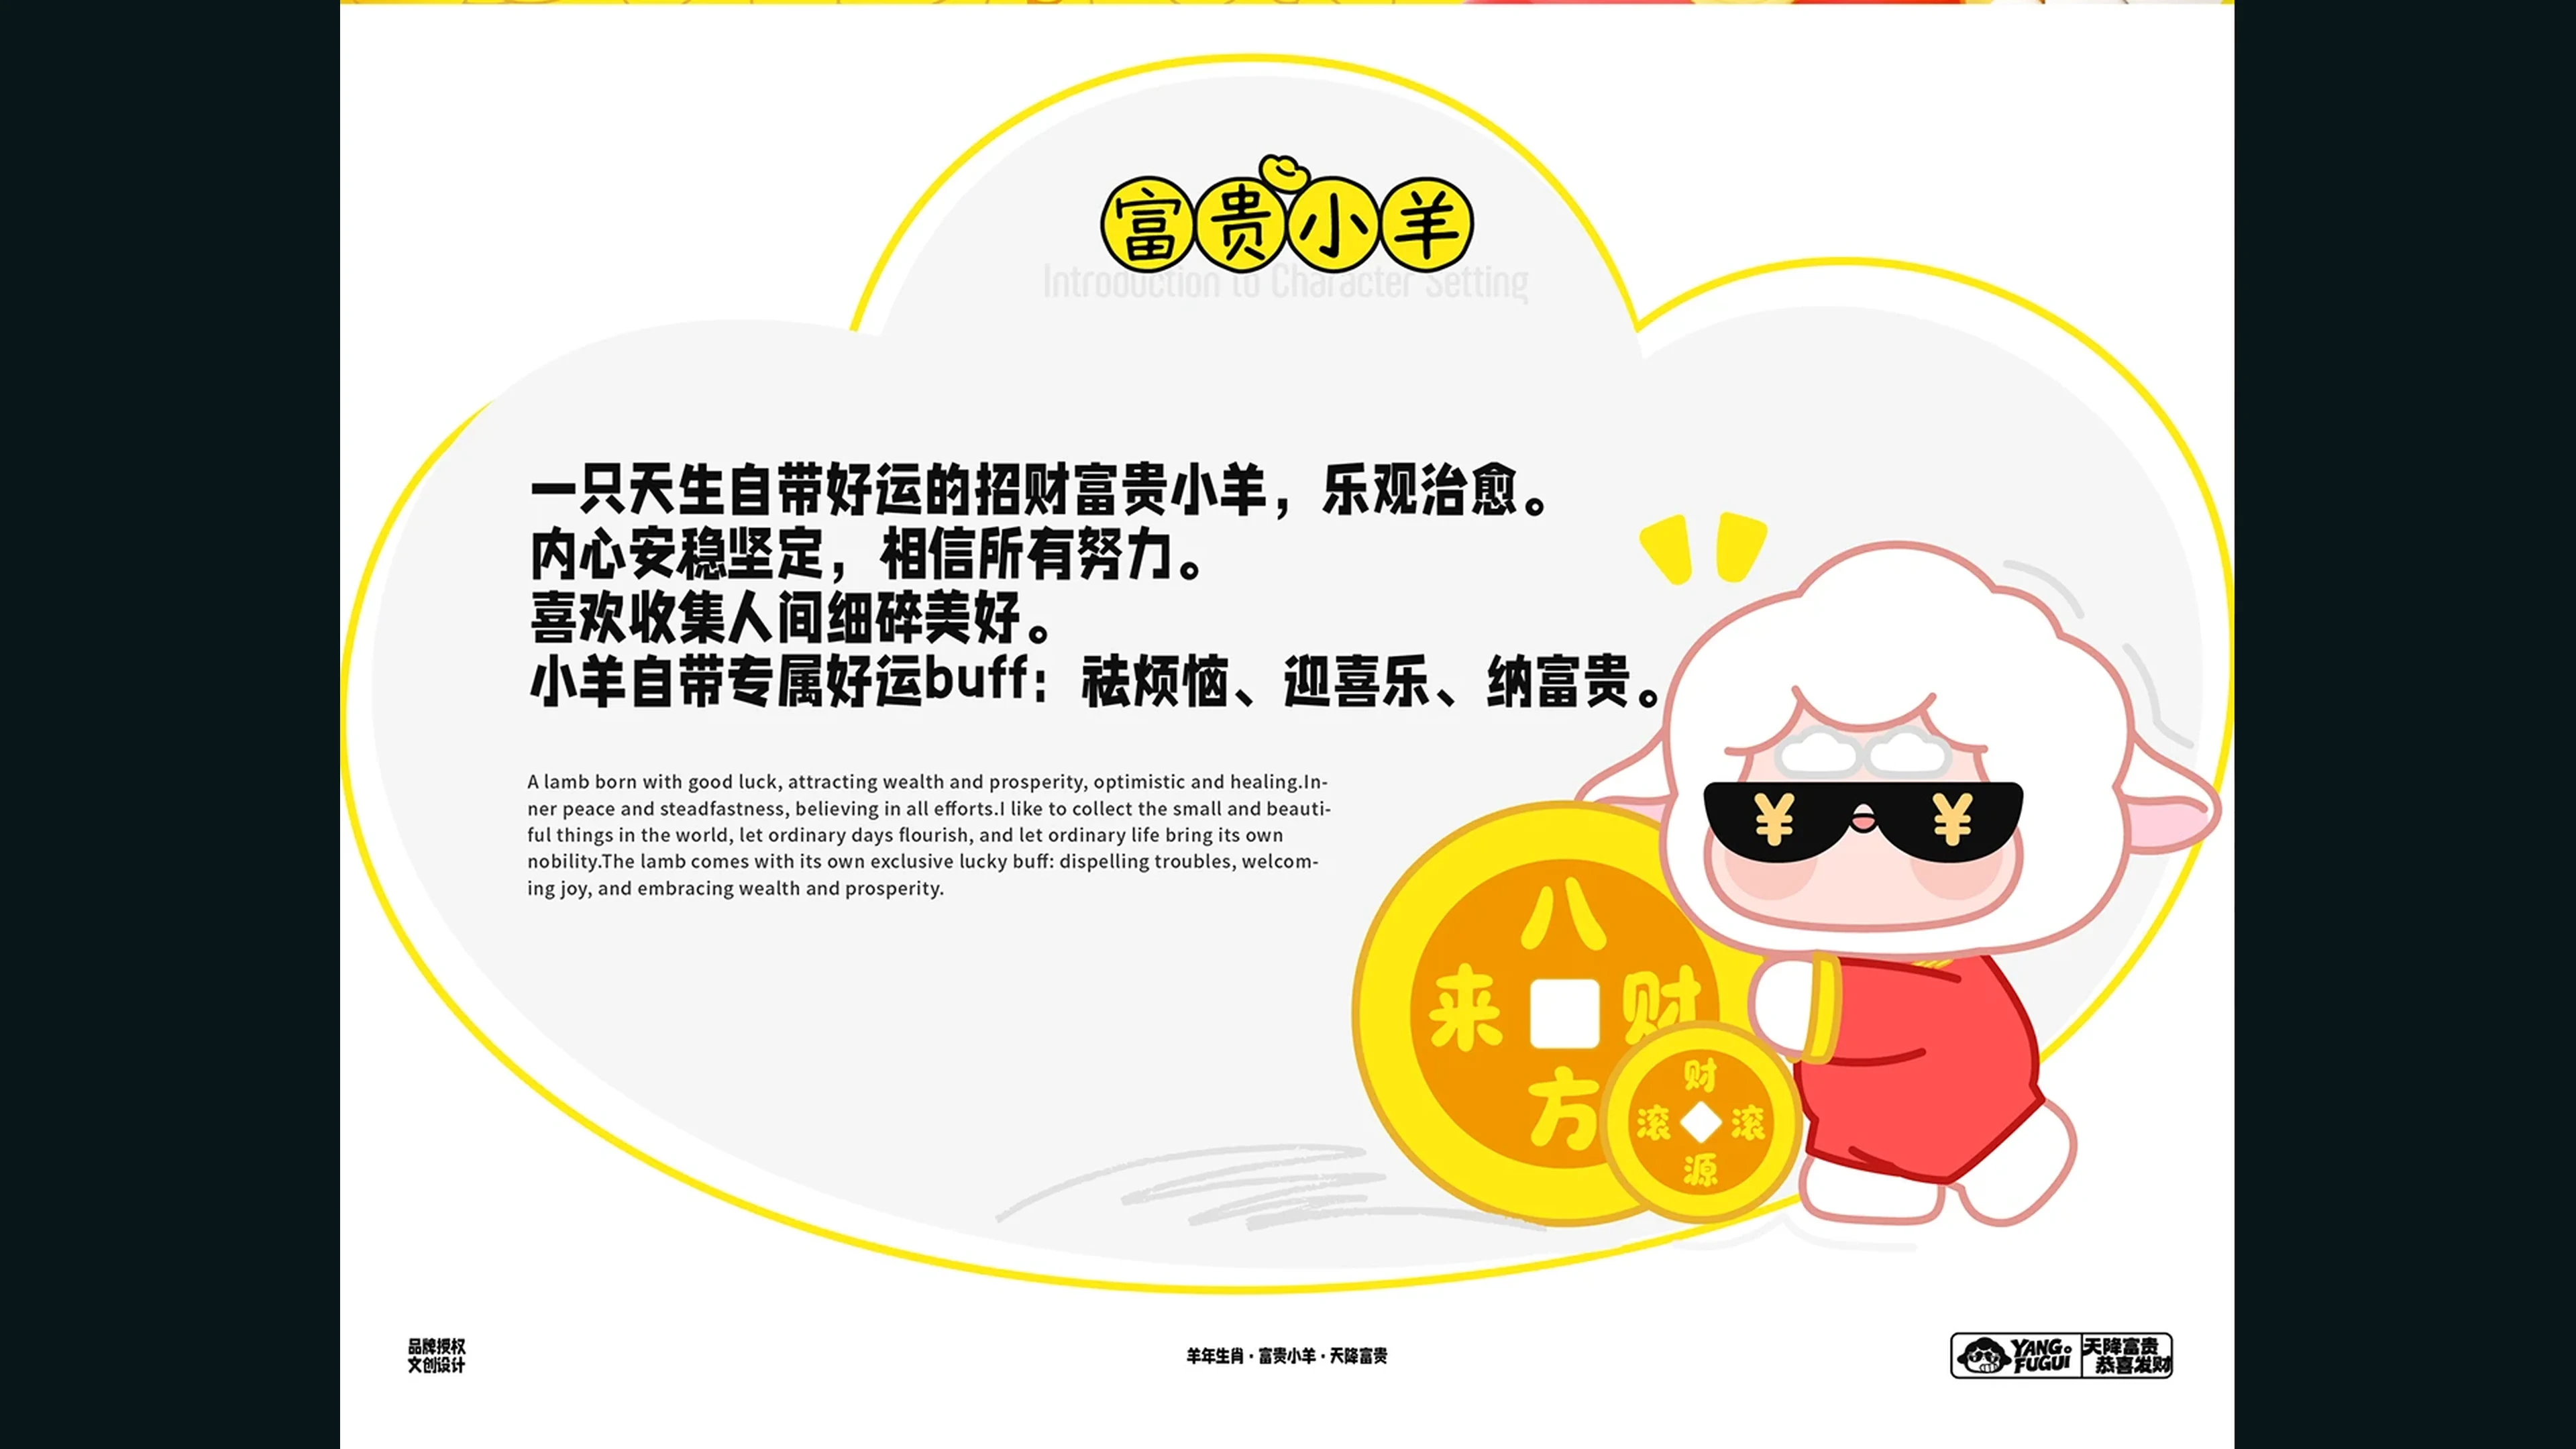 富贵小羊
Introduction to Character Setting
一只天生自带好运的招财富贵小羊，乐观治愈。
内心安稳坚定，相信所有努力。
喜欢收集人间细碎美好。
小羊自带专属好运buff：祛烦恼、迎喜乐、纳富贵。
A lamb born with good luck, attracting wealth and prosperity, optimistic and healing.In-
ner peace and steadfastness, believing in all efforts.I like to collect the small and beauti-
ful things in the world, let ordinary days flourish, and let ordinary life bring its own
nobility.The lamb comes with its own exclusive lucky buff: dispelling troubles, welcom-
ing joy, and embracing wealth and prosperity.
¥ ¥
八
来 财
方
财
滚 滚
源
品牌授权
文创设计
羊年生肖·富贵小羊·天降富贵
YANG
FUGUI
天降富贵
恭喜发财